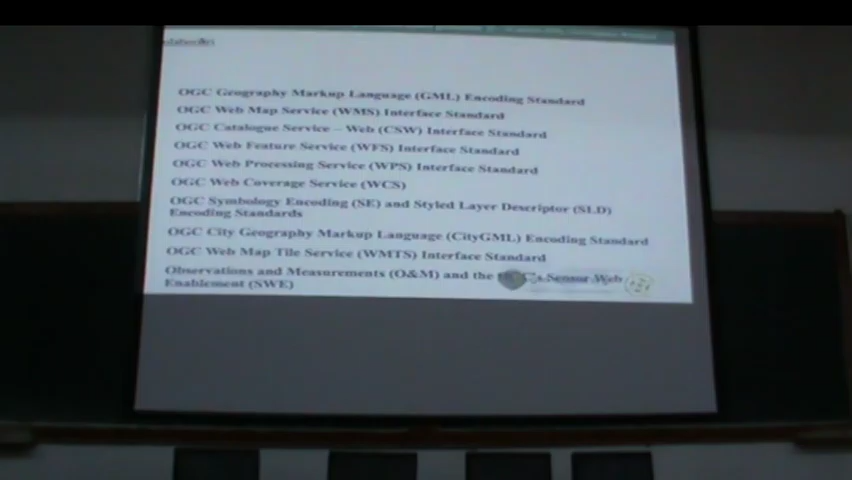 OGC Geography Markup Language (GML) Encoding Standard
OGC Web Map Service (WMS) Interface Standard
OGC Catalogue Service – Web (CSW) Interface Standard
OGC Web Feature Service (WFS) Interface Standard
OGC Web Processing Service (WPS) Interface Standard
OGC Web Coverage Service (WCS)
OGC Symbology Encoding (SE) and Styled Layer Descriptor (SLD)
Encoding Standards
OGC City Geography Markup Language (CityGML) Encoding Standard
OGC Web Map Tile Service (WMTS) Interface Standard
Observations and Measurements (O&M) and the Sensor Web
Enablement (SWE)